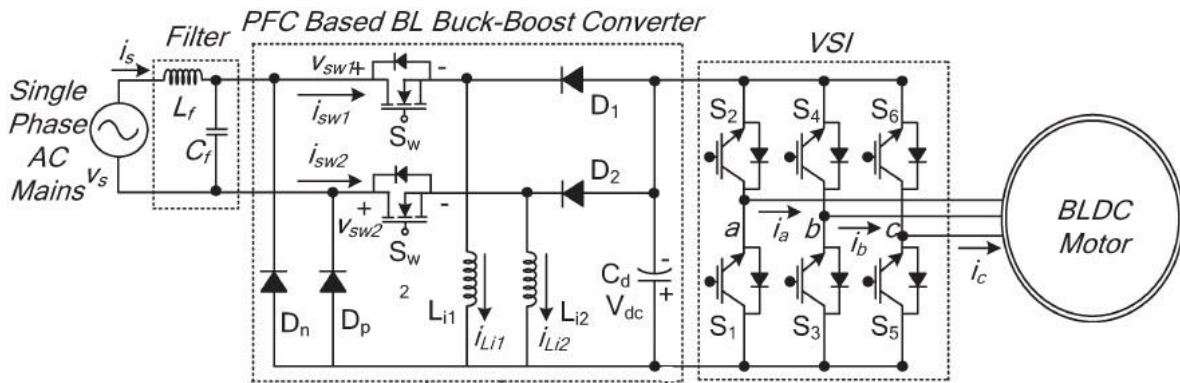 PFC Based BL Buck-Boost Converter
Filter
VSI
Single
Phase
AC
Mains
vs
is
Lf
Cf
vsw1
+
-
isw1
Sw
isw2
+
-
vsw2
Sw
2
D1
D2
Dn
Dp
Li1
iLi1
Li2
iLi2
Cd
Vdc
-
+
S2
S4
S6
a
ia
b
ib
c
ic
S1
S3
S5
BLDC
Motor